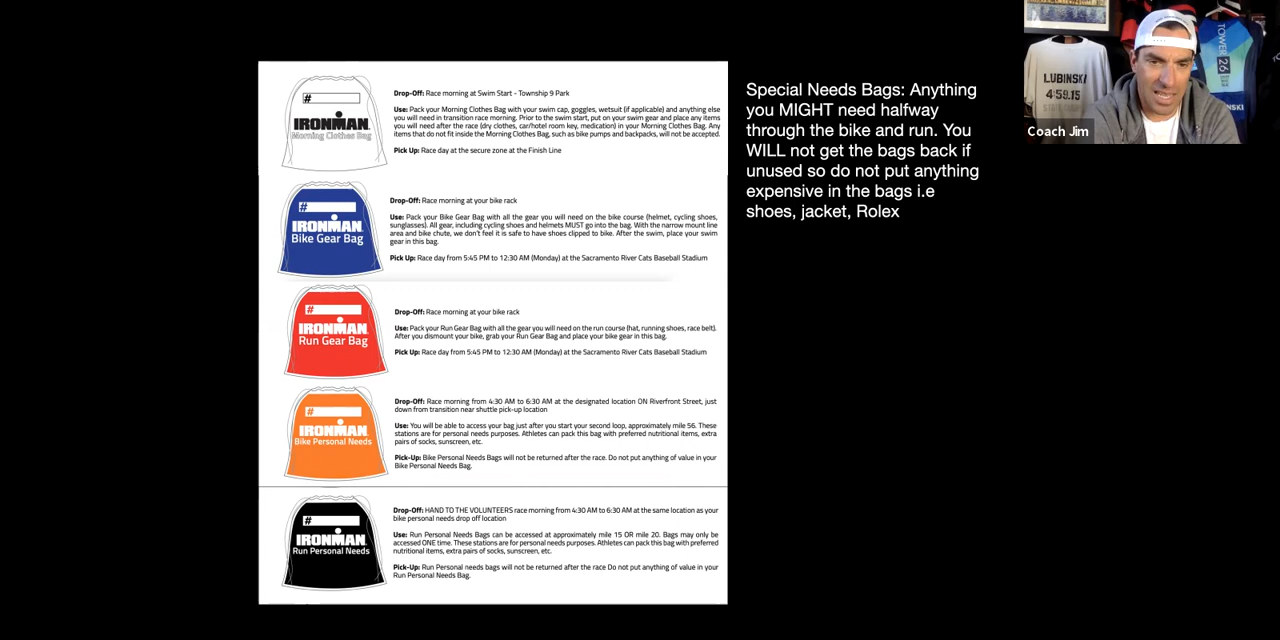 #
IRONMAN
Morning Clothes Bag
Drop-Off: Race morning at Swim Start - Township 9 Park
Use: Pack your Morning Clothes Bag with your swim cap, goggles, wetsuit (if applicable) and anything else
you will need in transition race morning. Prior to the swim start, put on your swim gear and place any items
you will need after the race (dry clothes, car/hotel room key, medication) in your Morning Clothes Bag. Any
items that do not fit inside the Morning Clothes Bag, such as bike pumps and backpacks, will not be accepted.
Pick Up: Race day at the secure zone at the Finish Line
#
IRONMAN
Bike Gear Bag
Drop-Off: Race morning at your bike rack
Use: Pack your Bike Gear Bag with all the gear you will need on the bike course (helmet, cycling shoes,
sunglasses). All gear, including cycling shoes and helmets MUST go into the bag. With the narrow mount line
area and bike chute, we don't feel it is safe to have shoes clipped to bike. After the swim, place your swim
gear in this bag.
Pick Up: Race day from 5:45 PM to 12:30 AM (Monday) at the Sacramento River Cats Baseball Stadium
#
IRONMAN
Run Gear Bag
Drop-Off: Race morning at your bike rack
Use: Pack your Run Gear Bag with all the gear you will need on the run course (hat, running shoes, race belt).
After you dismount your bike, grab your Run Gear Bag and place your bike gear in this bag.
Pick Up: Race day from 5:45 PM to 12:30 AM (Monday) at the Sacramento River Cats Baseball Stadium
#
IRONMAN
Bike Personal Needs
Drop-Off: Race morning from 4:30 AM to 6:30 AM at the designated location ON Riverfront Street, just
down from transition near shuttle pick-up location
Use: You will be able to access your bag just after you start your second loop, approximately mile 56. These
stations are for personal needs purposes. Athletes can pack this bag with preferred nutritional items, extra
pairs of socks, sunscreen, etc.
Pick-Up: Bike Personal Needs Bags will not be returned after the race. Do not put anything of value in your
Bike Personal Needs Bag.
#
IRONMAN
Run Personal Needs
Drop-Off: HAND TO THE VOLUNTEERS race morning from 4:30 AM to 6:30 AM at the same location as your
bike personal needs drop off location
Use: Run Personal Needs Bags can be accessed at approximately mile 15 OR mile 20. Bags may only be
accessed ONE time. These stations are for personal needs purposes. Athletes can pack this bag with preferred
nutritional items, extra pairs of socks, sunscreen, etc.
Pick-Up: Run Personal needs bags will not be returned after the race Do not put anything of value in your
Run Personal Needs Bag.
Special Needs Bags: Anything
you MIGHT need halfway
through the bike and run. You
WILL not get the bags back if
unused so do not put anything
expensive in the bags i.e
shoes, jacket, Rolex
LUBINSKI
4:59.15
TOWER
26
Coach Jim